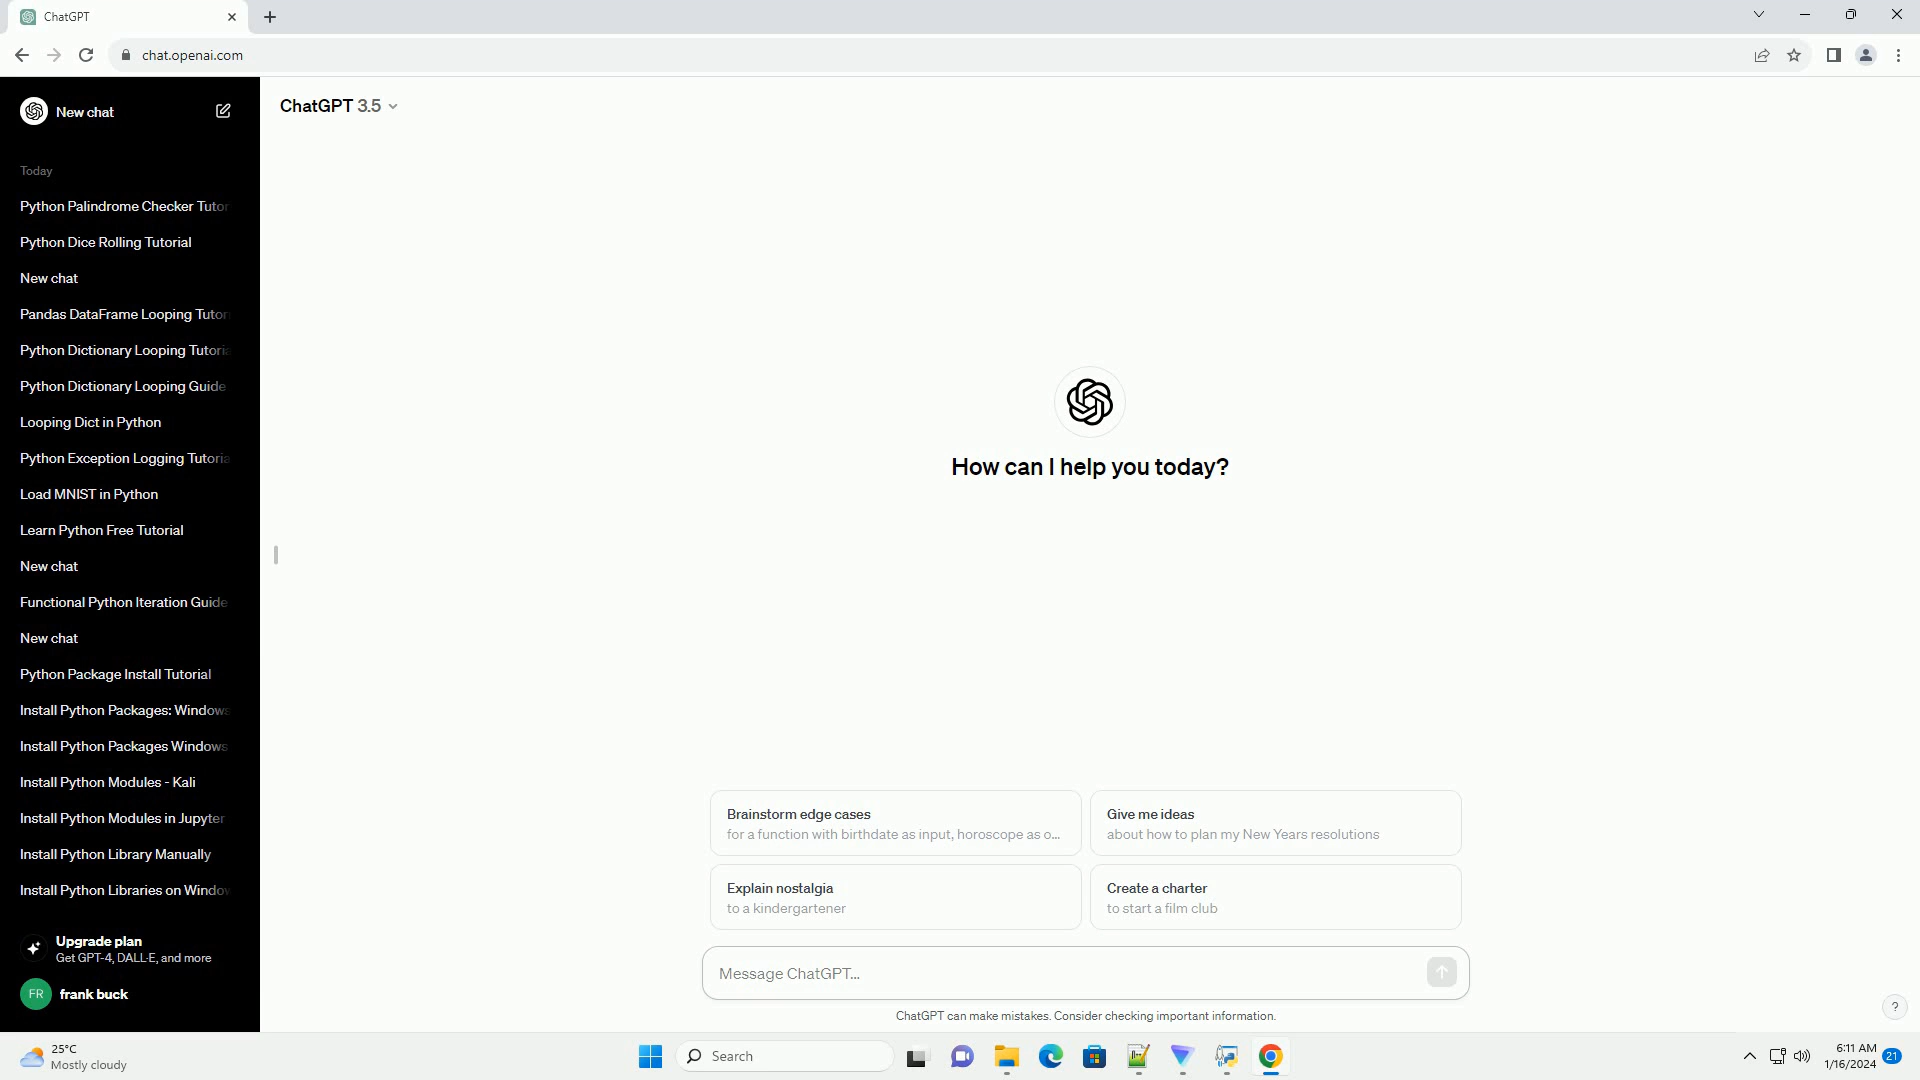 ChatGPT
chat.openai.com
New chat
ChatGPT 3.5
Today
Python Palindrome Checker Tutor
Python Dice Rolling Tutorial
New chat
Pandas DataFrame Looping Tutor
Python Dictionary Looping Tutoria
Python Dictionary Looping Guide
Looping Dict in Python
Python Exception Logging Tutoria
Load MNIST in Python
Learn Python Free Tutorial
New chat
Functional Python Iteration Guide
New chat
Python Package Install Tutorial
Install Python Packages: Windows
Install Python Packages Windows
Install Python Modules - Kali
Install Python Modules in Jupyter
Install Python Library Manually
Install Python Libraries on Window
Upgrade plan
Get GPT-4, DALL·E, and more
FR frank buck
How can I help you today?
Brainstorm edge cases
for a function with birthdate as input, horoscope as o...
Give me ideas
about how to plan my New Years resolutions
Explain nostalgia
to a kindergartener
Create a charter
to start a film club
Message ChatGPT...
ChatGPT can make mistakes. Consider checking important information.
?
25°C
Mostly cloudy
Search
6:11 AM
1/16/2024
21